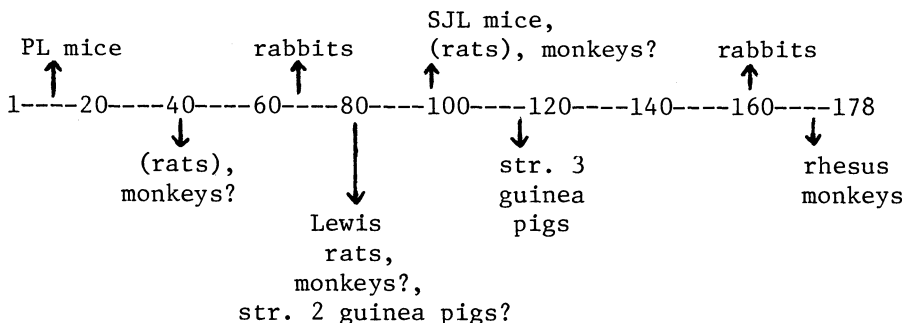 SJL mice,
PL mice rabbits (rats), monkeys? rabbits
1----20----40----60----80----100----120----140----160----178
(rats), str. 3 rhesus
monkeys? guinea monkeys
pigs
Lewis
rats,
monkeys?,
str. 2 guinea pigs?